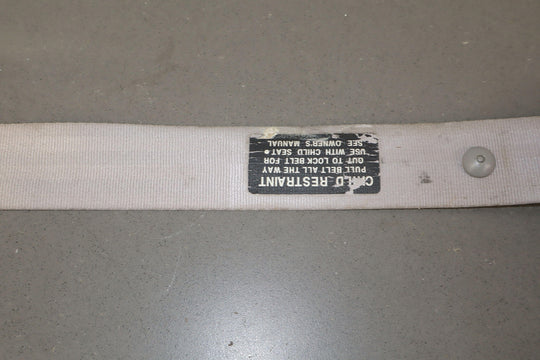 CHILD RESTRAINT
PULL BELT ALL THE WAY
OUT TO LOCK BELT FOR
USE WITH CHILD SEAT •
SEE OWNER'S MANUAL